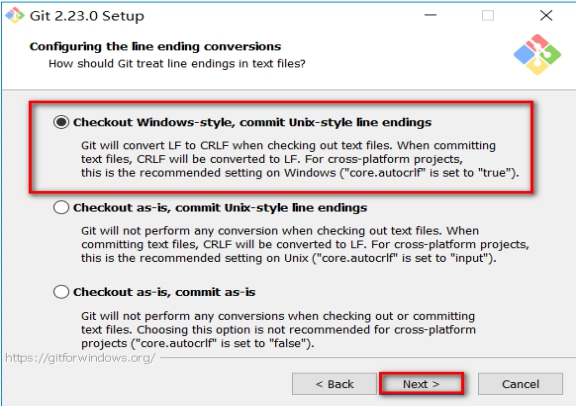 Git 2.23.0 Setup
Configuring the line ending conversions
How should Git treat line endings in text files?
Checkout Windows-style, commit Unix-style line endings
Git will convert LF to CRLF when checking out text files. When committing
text files, CRLF will be converted to LF. For cross-platform projects,
this is the recommended setting on Windows ("core.autocrlf" is set to "true").
Checkout as-is, commit Unix-style line endings
Git will not perform any conversion when checking out text files. When
committing text files, CRLF will be converted to LF. For cross-platform projects,
this is the recommended setting on Unix ("core.autocrlf" is set to "input").
Checkout as-is, commit as-is
Git will not perform any conversions when checking out or committing
text files. Choosing this option is not recommended for cross-platform
projects ("core.autocrlf" is set to "false").
https://gitforwindows.org/
< Back Next > Cancel